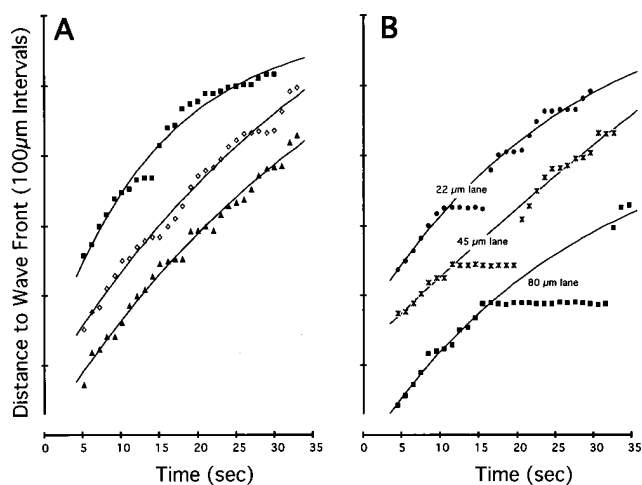 A
B
Distance to Wave Front (100µm Intervals)
22 µm lane
45 µm lane
80 µm lane
0 5 10 15 20 25 30 35
0 5 10 15 20 25 30 35
Time (sec)
Time (sec)